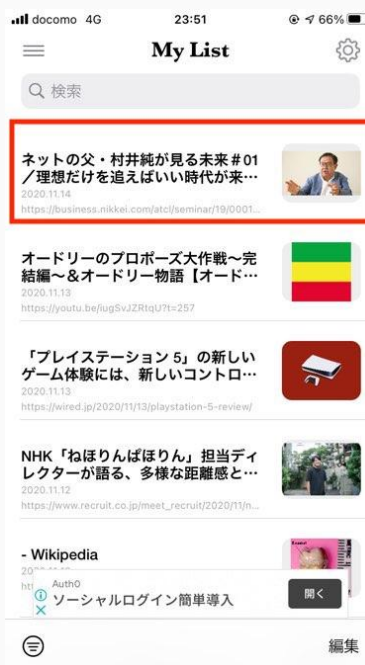 docomo 4G 23:51 66%
My List
検索
ネットの父・村井純が見る未来＃01
／理想だけを追えばいい時代が来…
2020.11.14
https://business.nikkei.com/atcl/seminar/19/0001...
オードリーのプロポーズ大作戦〜完
結編〜＆オードリー物語【オード…
2020.11.13
https://youtu.be/iugSvJZRtqU?t=257
「プレイステーション 5」の新しい
ゲーム体験には、新しいコントロ…
2020.11.13
https://wired.jp/2020/11/13/playstation-5-review/
NHK「ねほりんぱほりん」担当ディ
レクターが語る、多様な距離感と…
2020.11.12
https://www.recruit.co.jp/meet_recruit/2020/11/n...
- Wikipedia
Auth0
ソーシャルログイン簡単導入
開く
編集